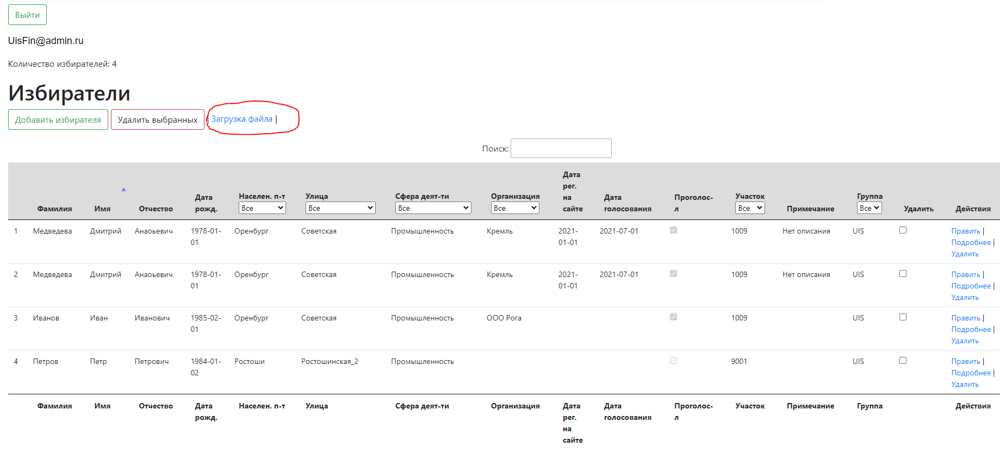 Выйти
UisFin@admin.ru
Количество избирателей: 4
Избиратели
Добавить избирателя Удалить выбранных | Загрузка файла |
Поиск:
Фамилия Имя Отчество Дата рожд. Населен. п-т Все Улица Все Сфера деят-ти Все Организация Все Дата рег. на сайте Дата голосования Проголос-л Участок Все Примечание Группа Все Удалить Действия
1 Медведева Дмитрий Анаоьевич 1978-01-01 Оренбург Советская Промышленность Кремль 2021-01-01 2021-07-01 1009 Нет описания UIS Править | Подробнее | Удалить
2 Медведева Дмитрий Анаоьевич 1978-01-01 Оренбург Советская Промышленность Кремль 2021-01-01 2021-07-01 1009 Нет описания UIS Править | Подробнее | Удалить
3 Иванов Иван Иванович 1985-02-01 Оренбург Советская Промышленность ООО Рога 1009 UIS Править | Подробнее | Удалить
4 Петров Петр Петрович 1984-01-02 Ростоши Ростошинская_2 Промышленность 9001 UIS Править | Подробнее | Удалить
Фамилия Имя Отчество Дата рожд. Населен. п-т Улица Сфера деят-ти Организация Дата рег. на сайте Дата голосования Проголос-л Участок Примечание Группа Действия